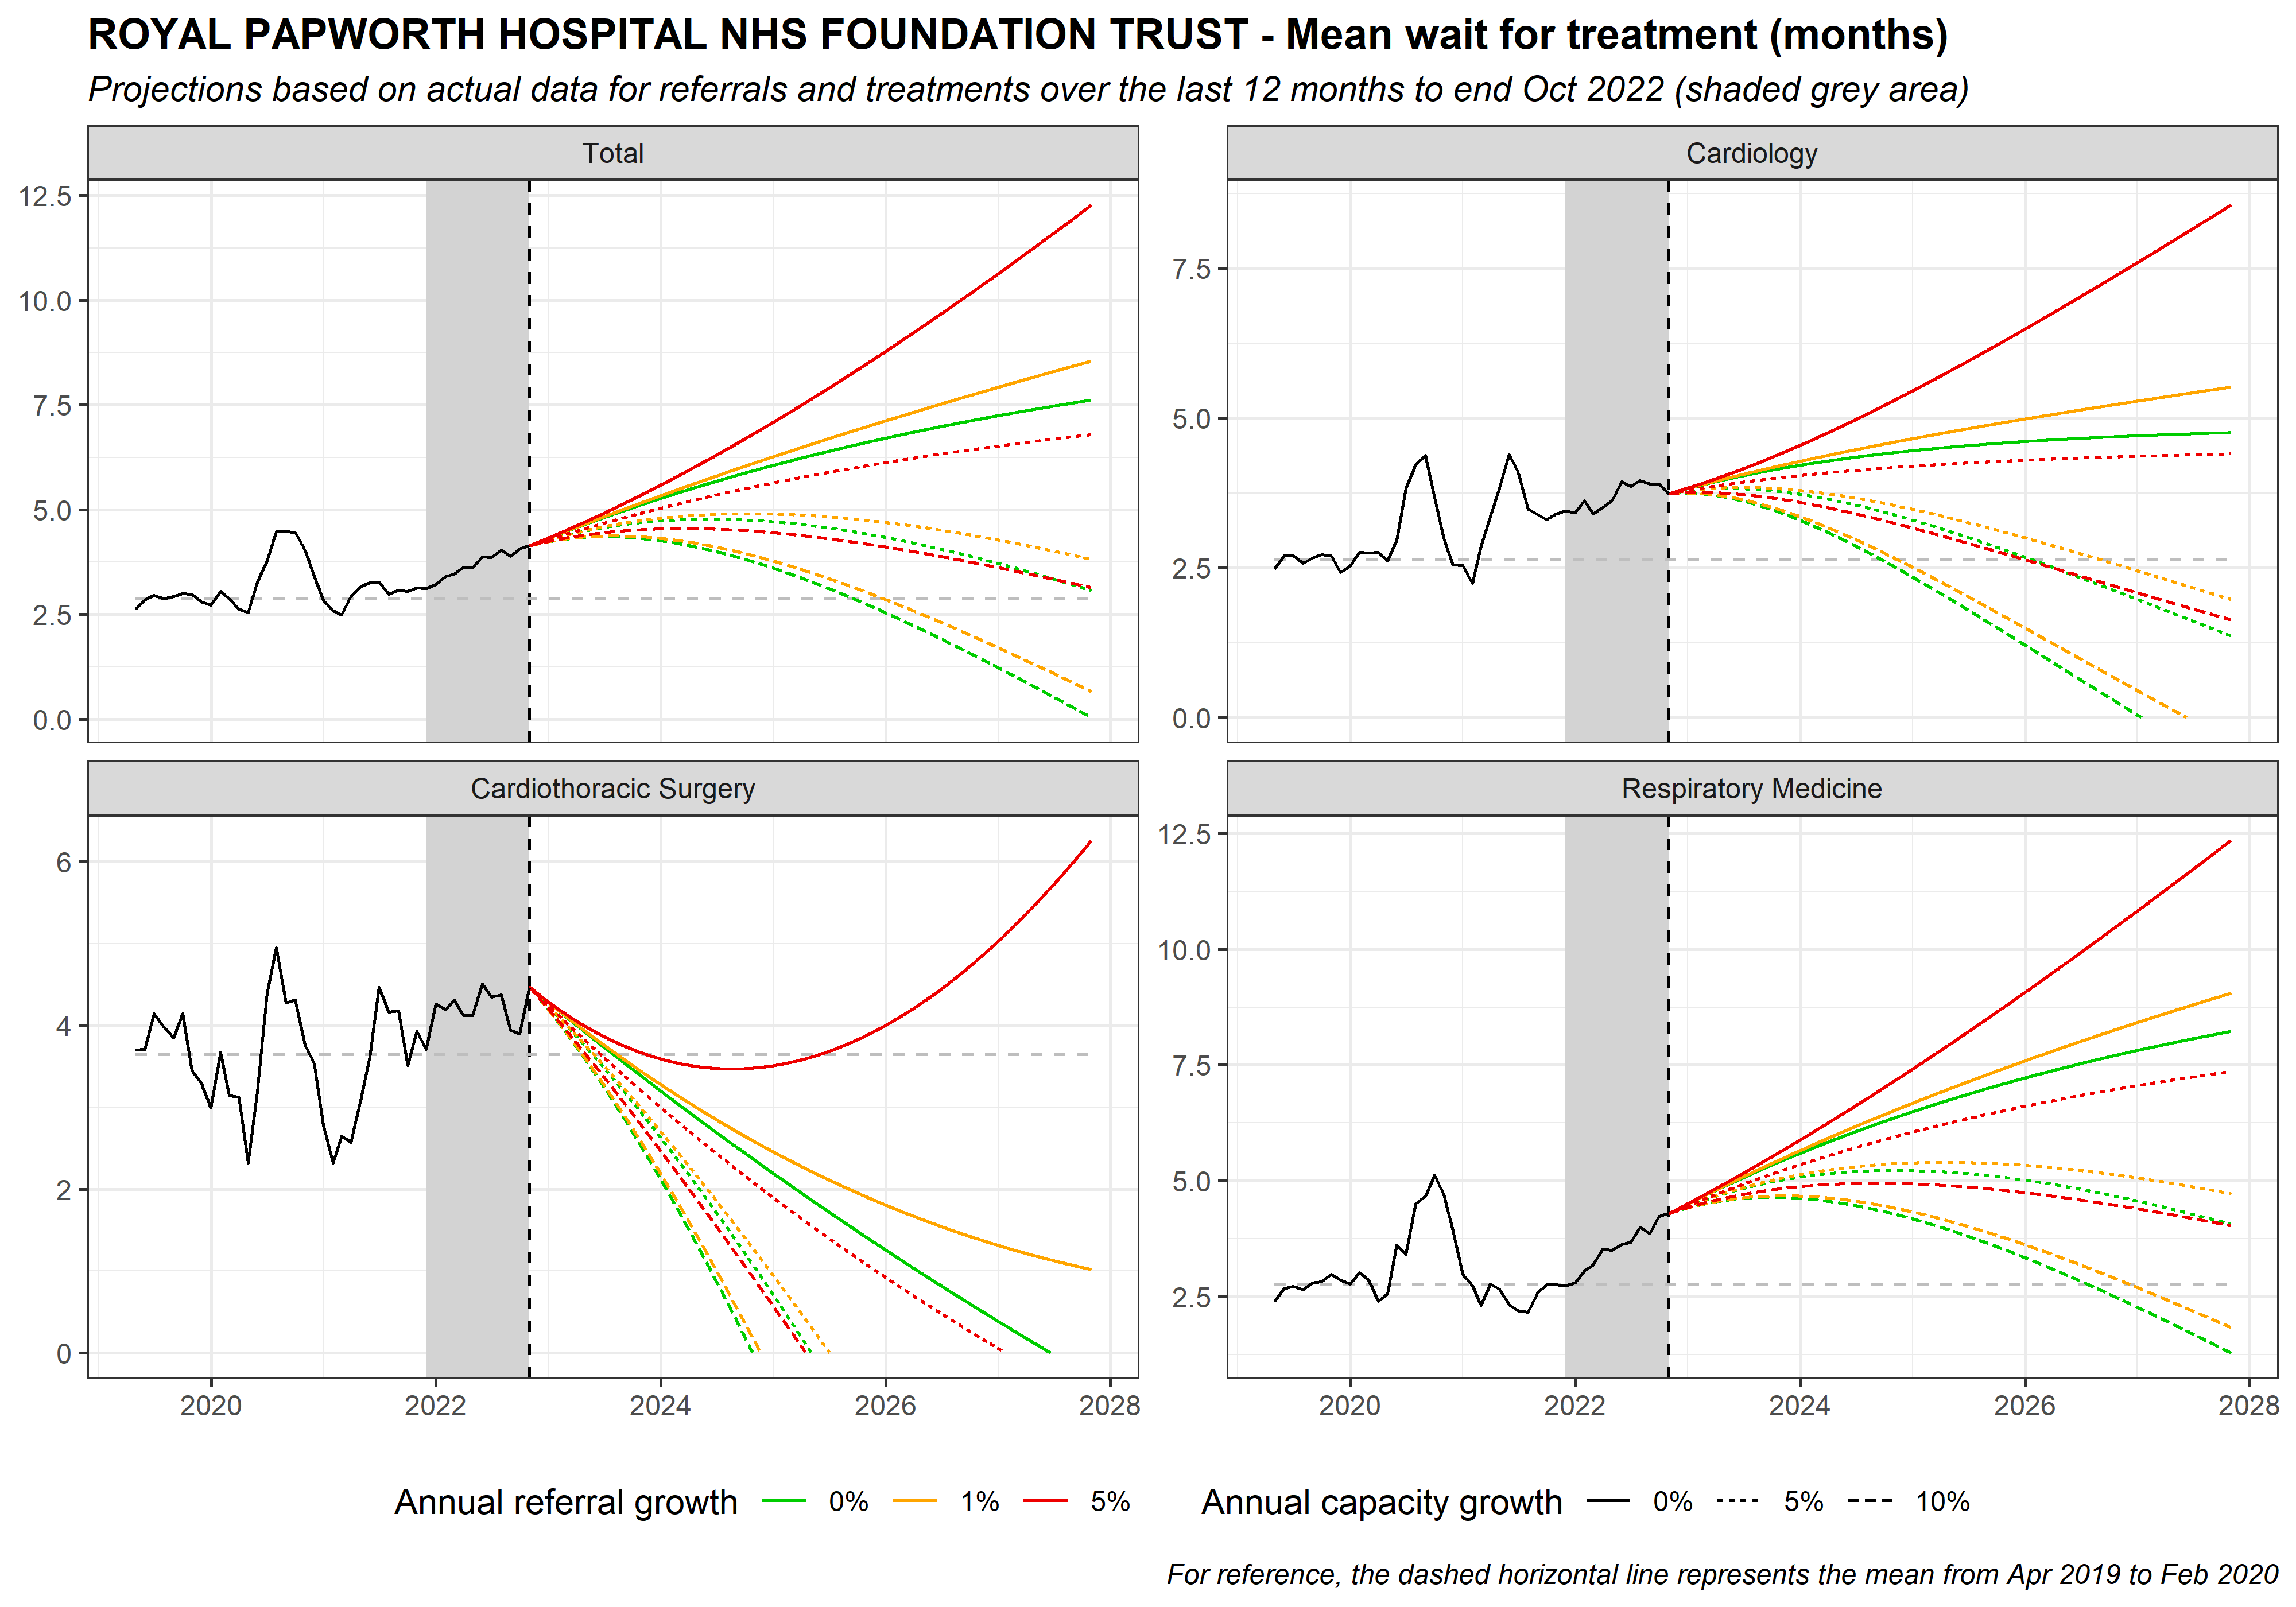 ROYAL PAPWORTH HOSPITAL NHS FOUNDATION TRUST - Mean wait for treatment (months)
Projections based on actual data for referrals and treatments over the last 12 months to end Oct 2022 (shaded grey area)
Total
12.5
10.0
7.5
5.0
2.5
0.0
Cardiology
7.5
5.0
2.5
0.0
Cardiothoracic Surgery
6
4
2
0
2020 2022 2024 2026 2028
Respiratory Medicine
12.5
10.0
7.5
5.0
2.5
2020 2022 2024 2026 2028
Annual referral growth 0% 1% 5%
Annual capacity growth 0% 5% 10%
For reference, the dashed horizontal line represents the mean from Apr 2019 to Feb 2020